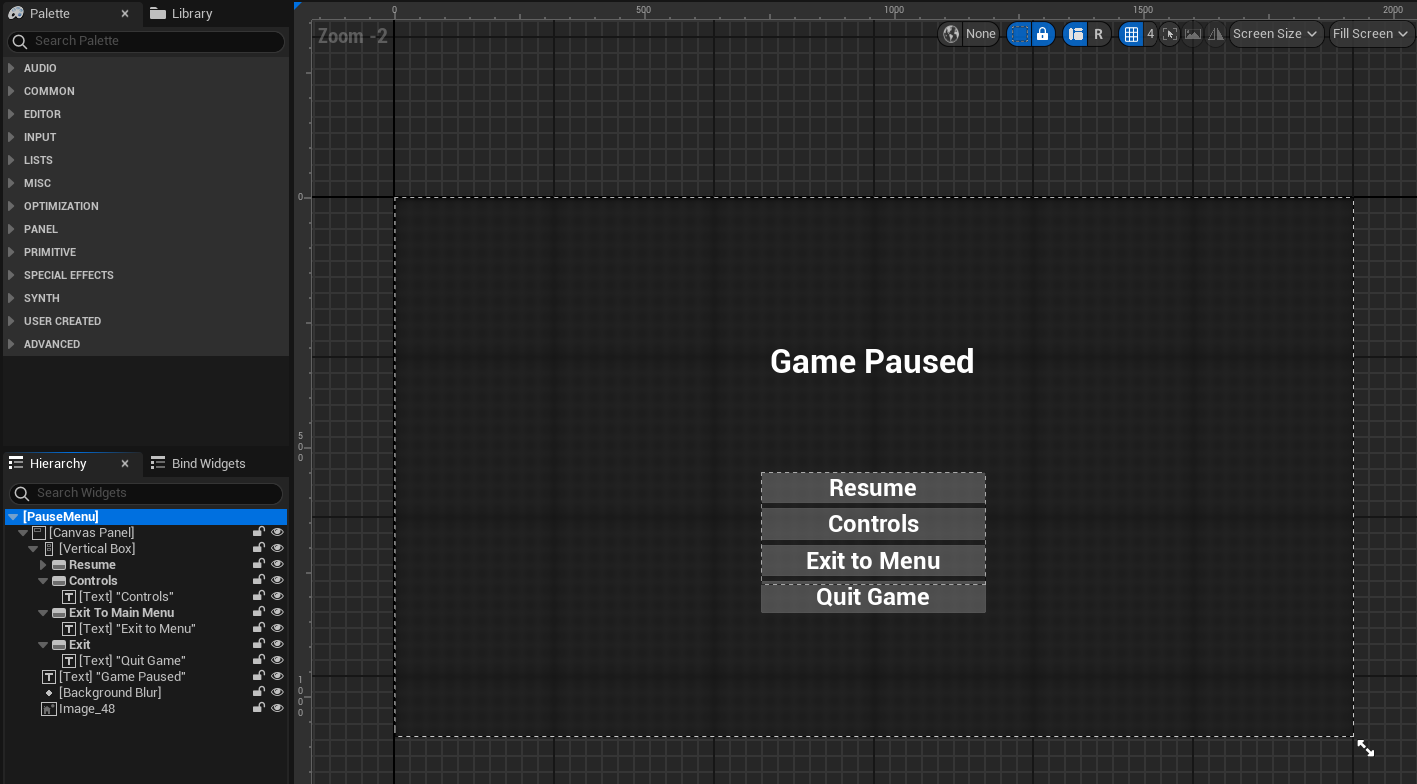 Palette
Library
Search Palette
AUDIO
COMMON
EDITOR
INPUT
LISTS
MISC
OPTIMIZATION
PANEL
PRIMITIVE
SPECIAL EFFECTS
SYNTH
USER CREATED
ADVANCED
Hierarchy
Bind Widgets
Search Widgets
[PauseMenu]
[Canvas Panel]
[Vertical Box]
Resume
Controls
[Text] "Controls"
Exit To Main Menu
[Text] "Exit to Menu"
Exit
[Text] "Quit Game"
[Text] "Game Paused"
[Background Blur]
Image_48
0 500 1000 1500 2000
Zoom -2
None R 4 Screen Size Fill Screen
0
500
1000
Game Paused
Resume
Controls
Exit to Menu
Quit Game